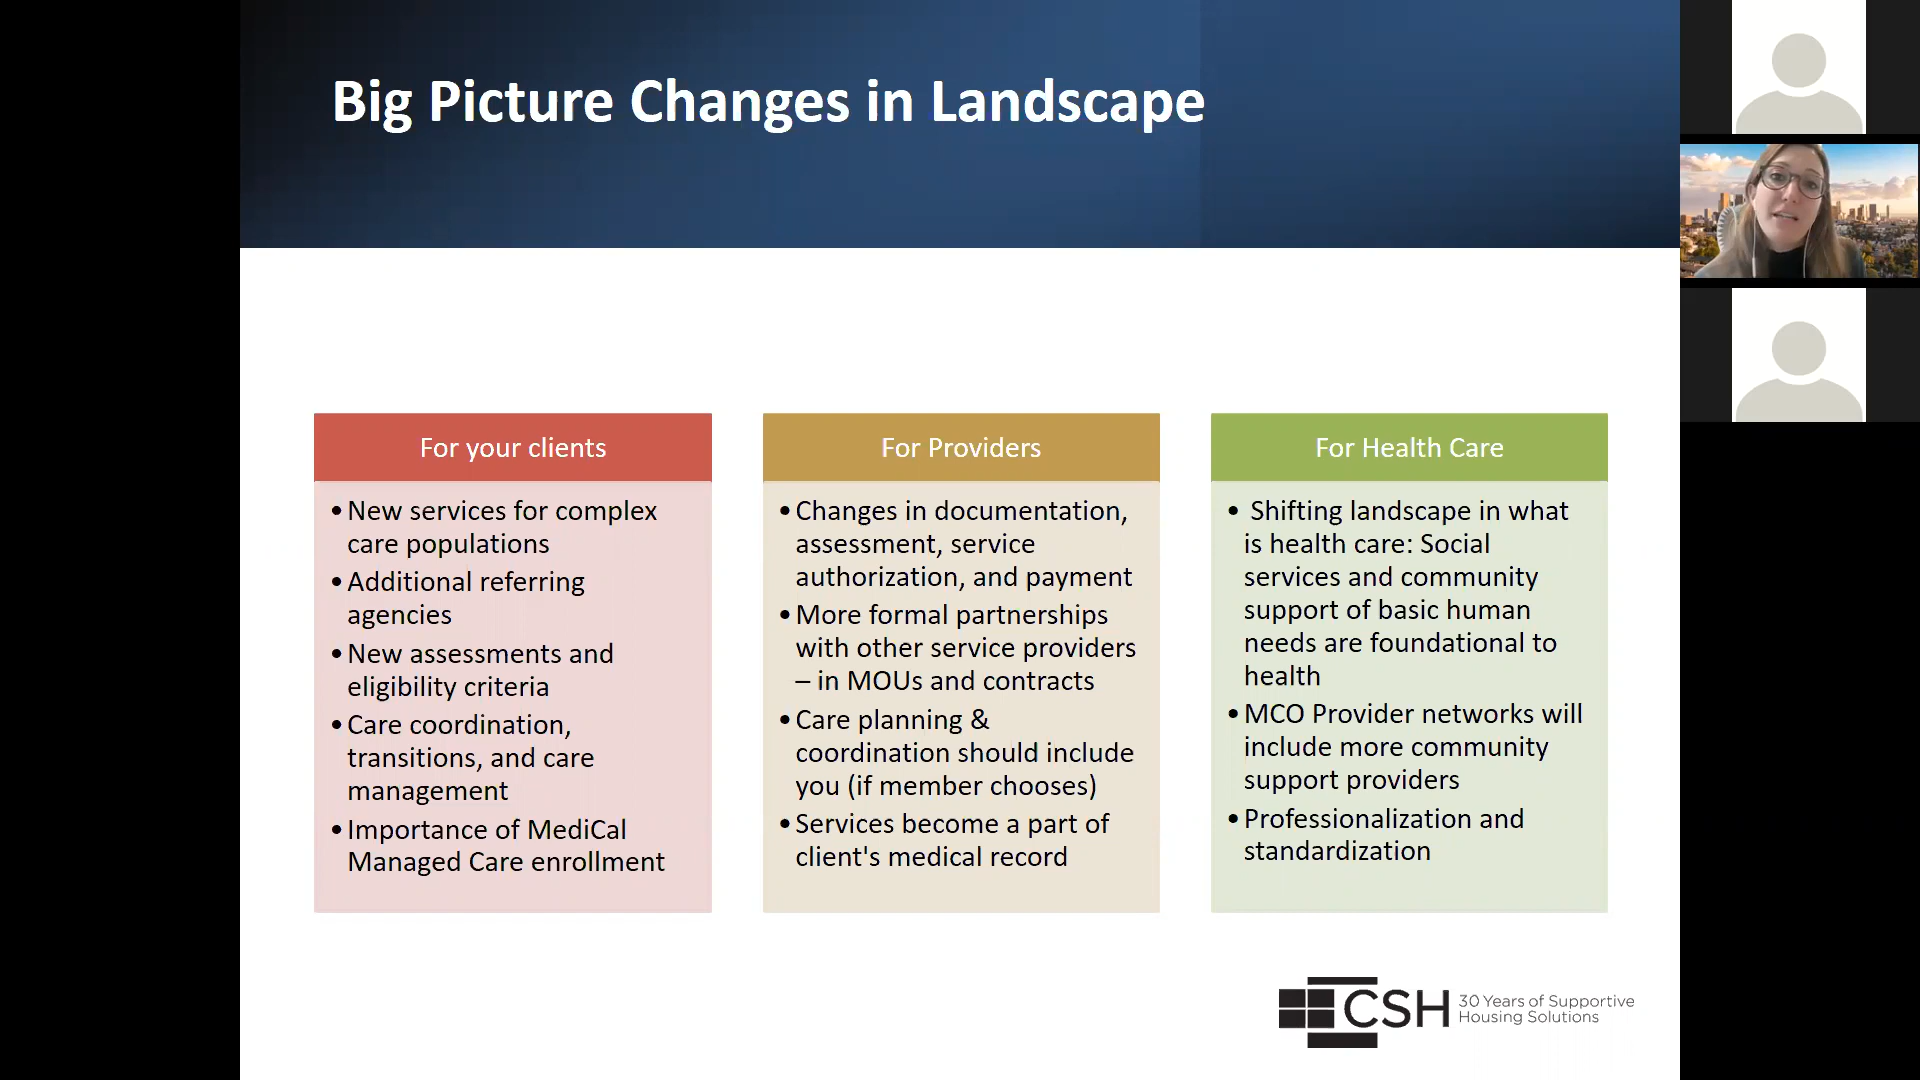 Big Picture Changes in Landscape
For your clients
•New services for complex
care populations
•Additional referring
agencies
•New assessments and
eligibility criteria
•Care coordination,
transitions, and care
management
•Importance of MediCal
Managed Care enrollment
For Providers
•Changes in documentation,
assessment, service
authorization, and payment
•More formal partnerships
with other service providers
– in MOUs and contracts
•Care planning &
coordination should include
you (if member chooses)
•Services become a part of
client's medical record
For Health Care
• Shifting landscape in what
is health care: Social
services and community
support of basic human
needs are foundational to
health
•MCO Provider networks will
include more community
support providers
•Professionalization and
standardization
CSH
30 Years of Supportive
Housing Solutions